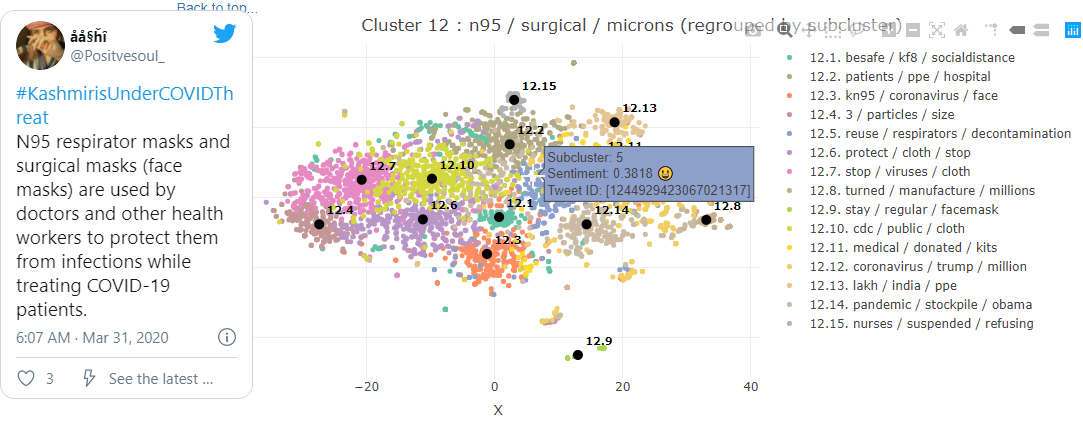 Back to top...
åå§ĥî
@Positvesoul_
#KashmirisUnderCOVIDTh
reat
N95 respirator masks and
surgical masks (face
masks) are used by
doctors and other health
workers to protect them
from infections while
treating COVID-19
patients.
6:07 AM · Mar 31, 2020
3
See the latest ...
Cluster 12 : n95 / surgical / microns (regrouped by subcluster)
12.15
12.13
12.2
12.11
12.7
12.10
12.4
12.6
12.1
12.14
12.8
12.3
12.9
Subcluster: 5
Sentiment: 0.3818 😃
Tweet ID: [1244929423067021317]
−20
0
20
40
X
12.1. besafe / kf8 / socialdistance
12.2. patients / ppe / hospital
12.3. kn95 / coronavirus / face
12.4. 3 / particles / size
12.5. reuse / respirators / decontamination
12.6. protect / cloth / stop
12.7. stop / viruses / cloth
12.8. turned / manufacture / millions
12.9. stay / regular / facemask
12.10. cdc / public / cloth
12.11. medical / donated / kits
12.12. coronavirus / trump / million
12.13. lakh / india / ppe
12.14. pandemic / stockpile / obama
12.15. nurses / suspended / refusing